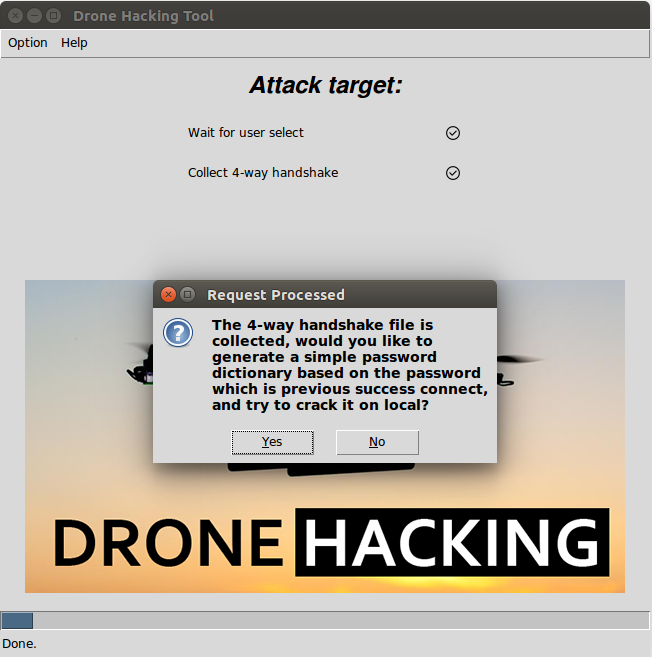 Drone Hacking Tool
Option Help
Attack target:
Wait for user select
Collect 4-way handshake
Request Processed
The 4-way handshake file is
collected, would you like to
generate a simple password
dictionary based on the password
which is previous success connect,
and try to crack it on local?
Yes No
DRONE HACKING
Done.